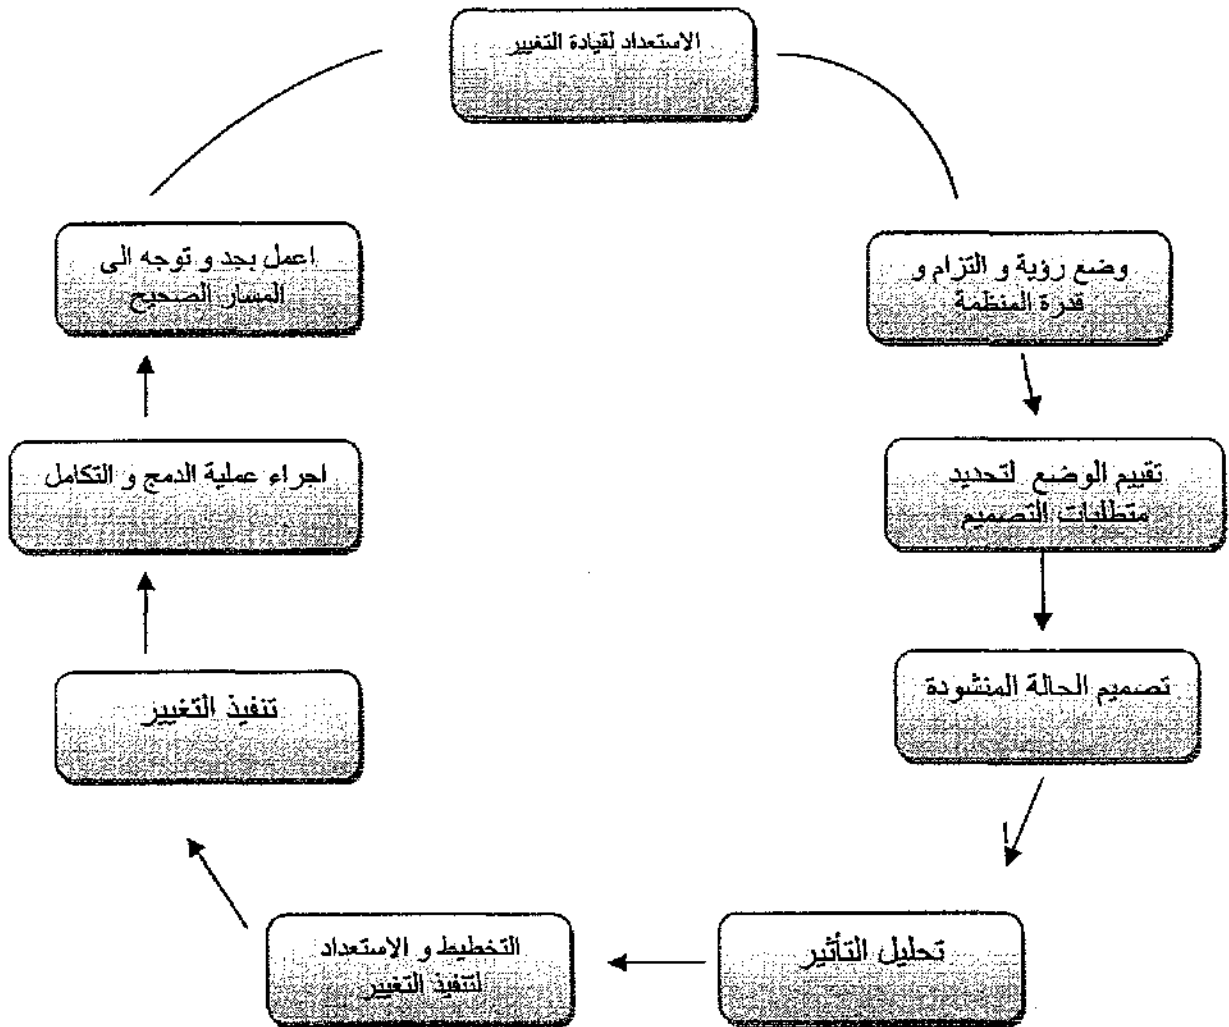 الاستعداد لقيادة التغيير
وضع رؤية و التزام و
قدرة المنظمة
تقييم الوضع لتحديد
متطلبات التصميم
تصميم الحالة المنشودة
تحليل التأثير
التخطيط و الاستعداد
لتنفيذ التغيير
تنفيذ التغيير
اجراء عملية الدمج و التكامل
اعمل بجد و توجه الى
المسار الصحيح